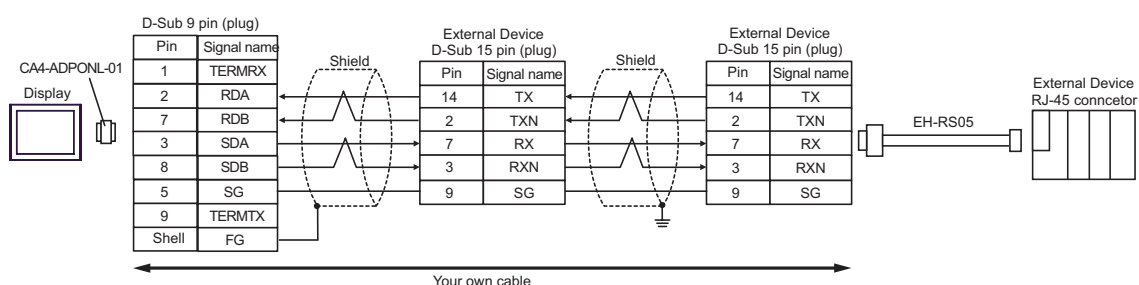 D-Sub 9 pin (plug)
Pin Signal name
1 TERMRX
2 RDA
7 RDB
3 SDA
8 SDB
5 SG
9 TERMTX
Shell FG
CA4-ADPONL-01
Display
Shield
External Device
D-Sub 15 pin (plug)
Pin Signal name
14 TX
2 TXN
7 RX
3 RXN
9 SG
Shield
External Device
D-Sub 15 pin (plug)
Pin Signal name
14 TX
2 TXN
7 RX
3 RXN
9 SG
EH-RS05
External Device
RJ-45 conncetor
Your own cable